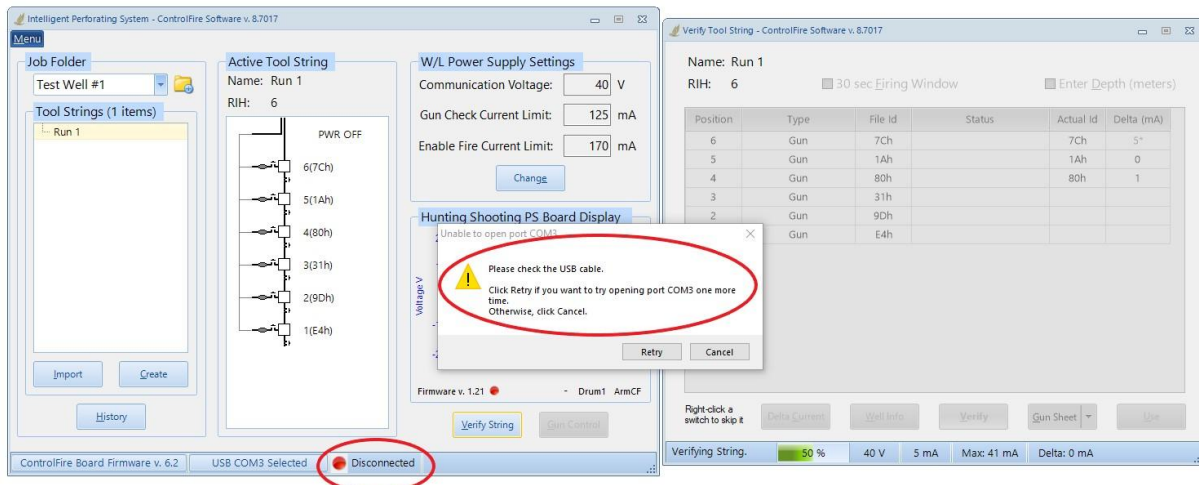 Intelligent Perforating System - ControlFire Software v. 8.7017
Menu
Job Folder
Test Well #1
Tool Strings (1 items)
Run 1
Import
Create
History
Active Tool String
Name: Run 1
RIH: 6
PWR OFF
6(7Ch)
5(1Ah)
4(80h)
3(31h)
2(9Dh)
1(E4h)
W/L Power Supply Settings
Communication Voltage: 40 V
Gun Check Current Limit: 125 mA
Enable Fire Current Limit: 170 mA
Change
Hunting Shooting PS Board Display
Voltage V
Firmware v. 1.21 - Drum1 ArmCF
Verify String
Gun Control
ControlFire Board Firmware v. 6.2
USB COM3 Selected
Disconnected
Unable to open port COM3
Please check the USB cable.
Click Retry if you want to try opening port COM3 one more
time.
Otherwise, click Cancel.
Retry
Cancel
Verify Tool String - ControlFire Software v. 8.7017
Name: Run 1
RIH: 6
30 sec Firing Window
Enter Depth (meters)
Position Type File Id Status Actual Id Delta (mA)
6 Gun 7Ch 7Ch 5*
5 Gun 1Ah 1Ah 0
4 Gun 80h 80h 1
3 Gun 31h
2 Gun 9Dh
Gun E4h
Right-click a
switch to skip it
Delta Current
Well Info
Verify
Gun Sheet
Use
Verifying String. 50 % 40 V 5 mA Max: 41 mA Delta: 0 mA